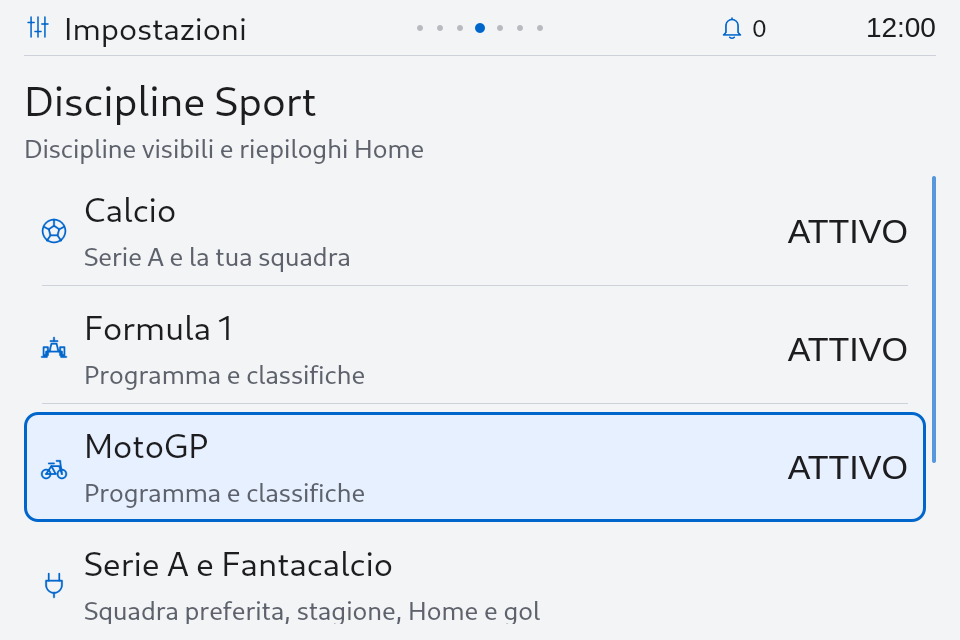 Impostazioni
0
12:00
Discipline Sport
Discipline visibili e riepiloghi Home
Calcio
Serie A e la tua squadra
ATTIVO
Formula 1
Programma e classifiche
ATTIVO
MotoGP
Programma e classifiche
ATTIVO
Serie A e Fantacalcio
Squadra preferita, stagione, Home e gol